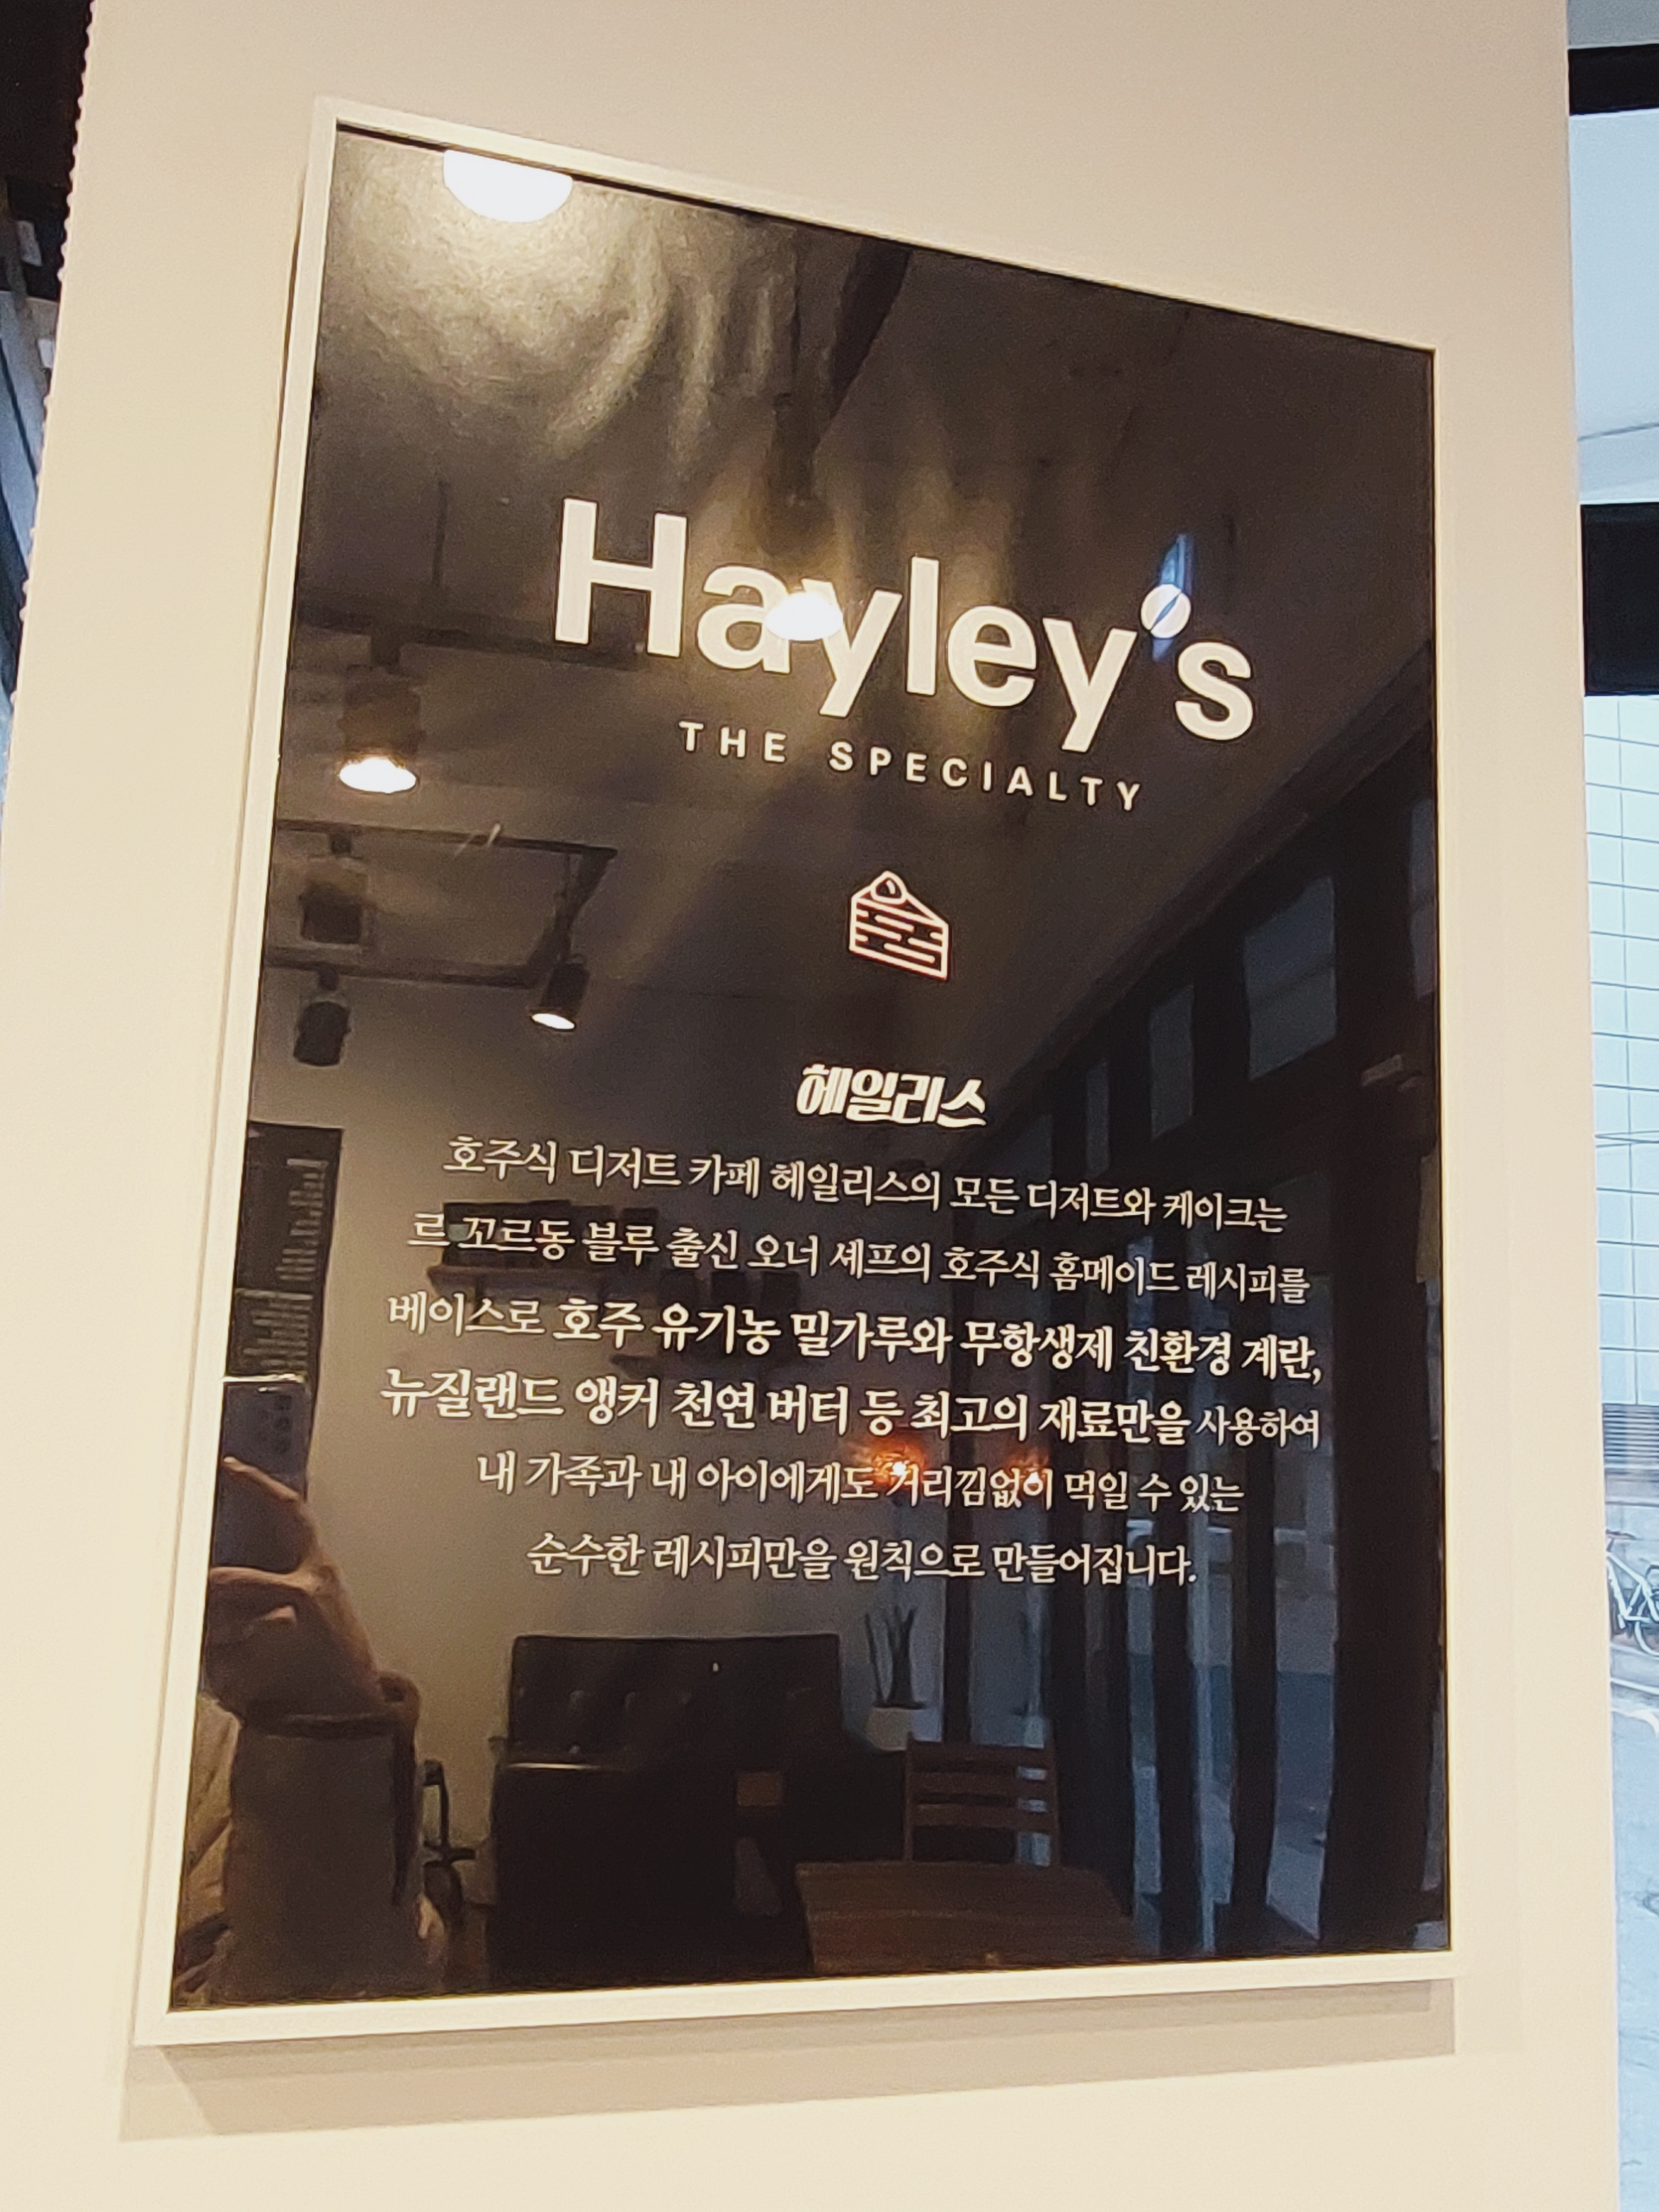 Hayley's
THE SPECIALTY
헤일리스
호주식 디저트 카페 헤일리스의 모든 디저트와 케이크는
르 꼬르동 블루 출신 오너 셰프의 호주식 홈메이드 레시피를
베이스로 호주 유기농 밀가루와 무항생제 친환경 계란,
뉴질랜드 앵커 천연 버터 등 최고의 재료만을 사용하여
내 가족과 내 아이에게도 거리낌없이 먹일 수 있는
순수한 레시피만을 원칙으로 만들어집니다.